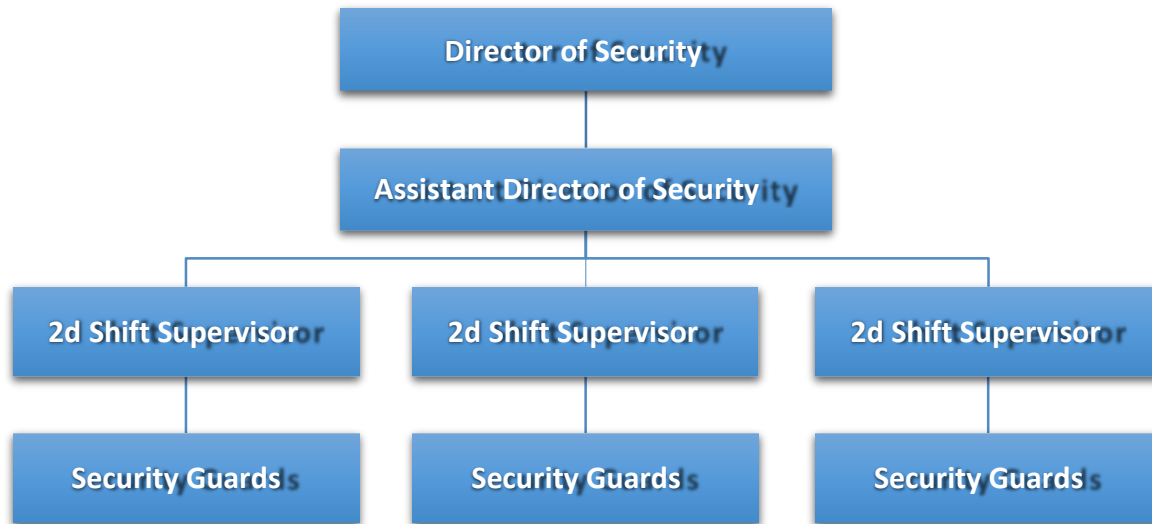 Director of Security
Assistant Director of Security
2d Shift Supervisor
2d Shift Supervisor
2d Shift Supervisor
Security Guards
Security Guards
Security Guards